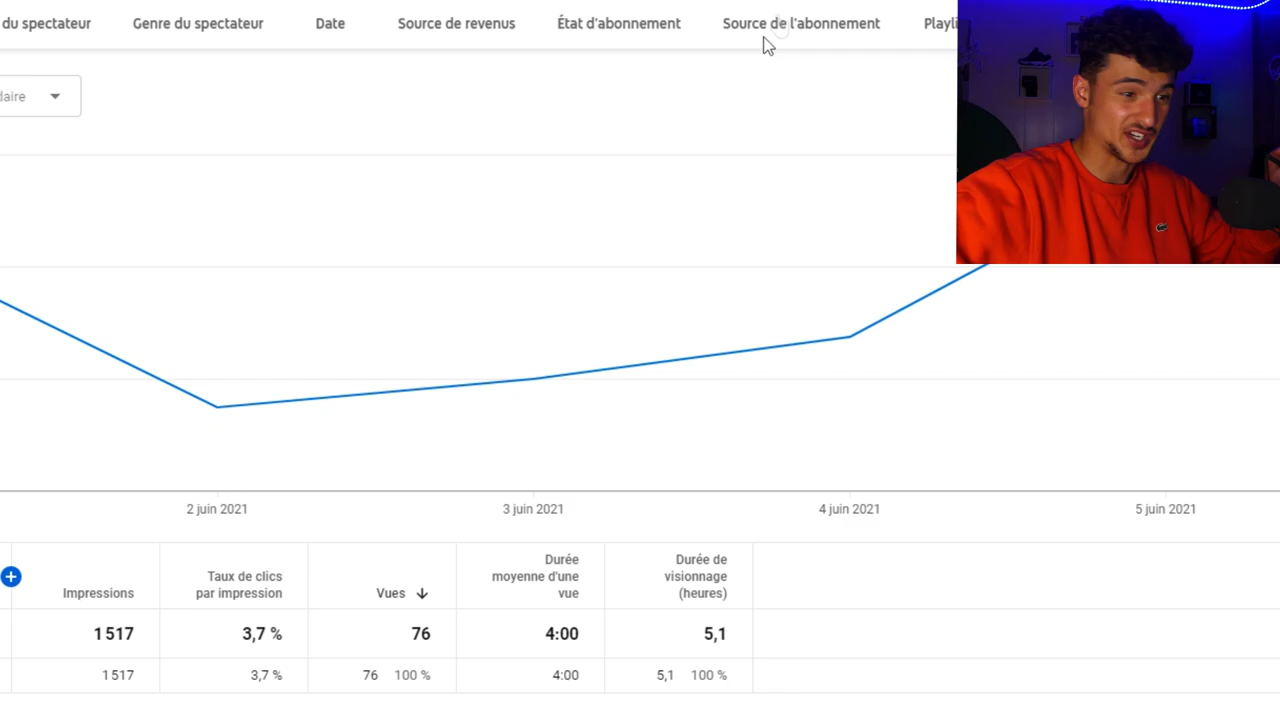 du spectateur Genre du spectateur Date Source de revenus État d'abonnement Source de l'abonnement Playli
daire
2 juin 2021 3 juin 2021 4 juin 2021 5 juin 2021
Impressions
Taux de clics
par impression
Vues
Durée
moyenne d'une
vue
Durée de
visionnage
(heures)
1 517 3,7 % 76 4:00 5,1
1 517 3,7 % 76 100 % 4:00 5,1 100 %